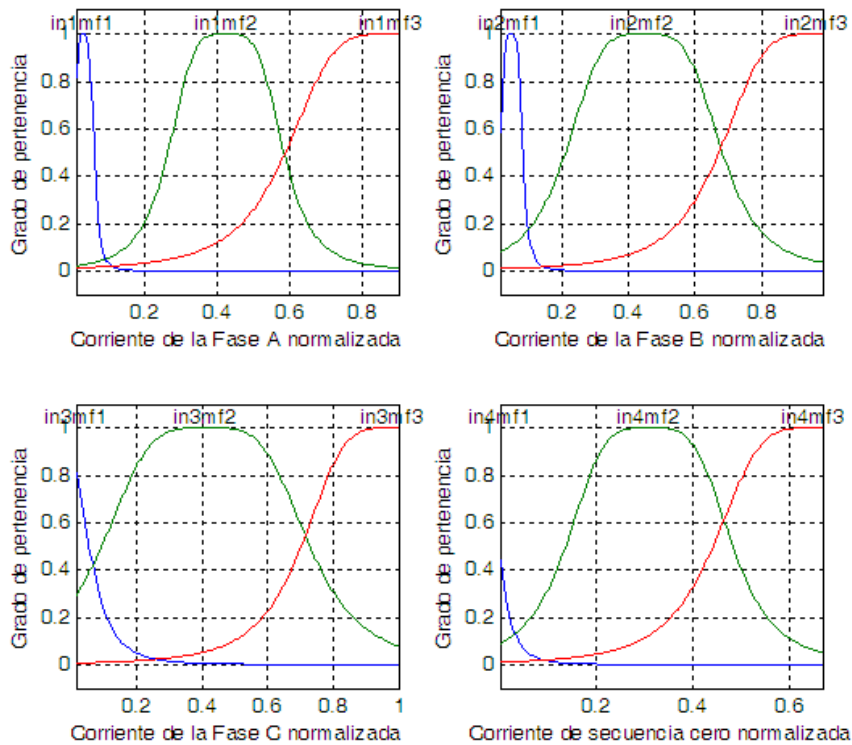 in1mf1 in1mf2 in1mf3
1
0.8
0.6
0.4
0.2
0
Grado de pertenencia
0.2 0.4 0.6 0.8
Corriente de la Fase A normalizada
in2mf1 in2mf2 in2mf3
1
0.8
0.6
0.4
0.2
0
Grado de pertenencia
0.2 0.4 0.6 0.8
Corriente de la Fase B normalizada
in3mf1 in3mf2 in3mf3
1
0.8
0.6
0.4
0.2
0
Grado de pertenencia
0.2 0.4 0.6 0.8 1
Corriente de la Fase C normalizada
in4mf1 in4mf2 in4mf3
1
0.8
0.6
0.4
0.2
0
Grado de pertenencia
0.2 0.4 0.6
Corriente de secuencia cero normalizada